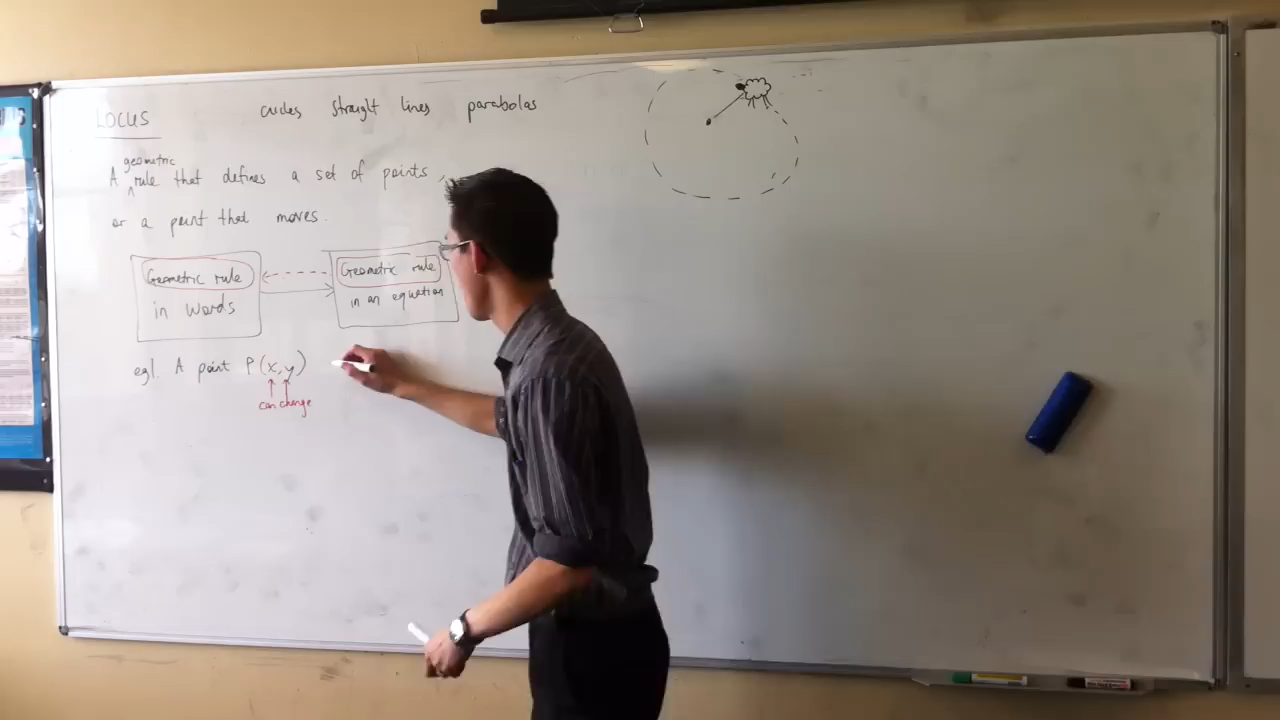 LOCUS
circles straight lines parabolas
A geometric rule that defines a set of points,
or a point that moves.
Geometric rule
in words
Geometric rule
in an equation
eg1. A point P(x,y)
can change